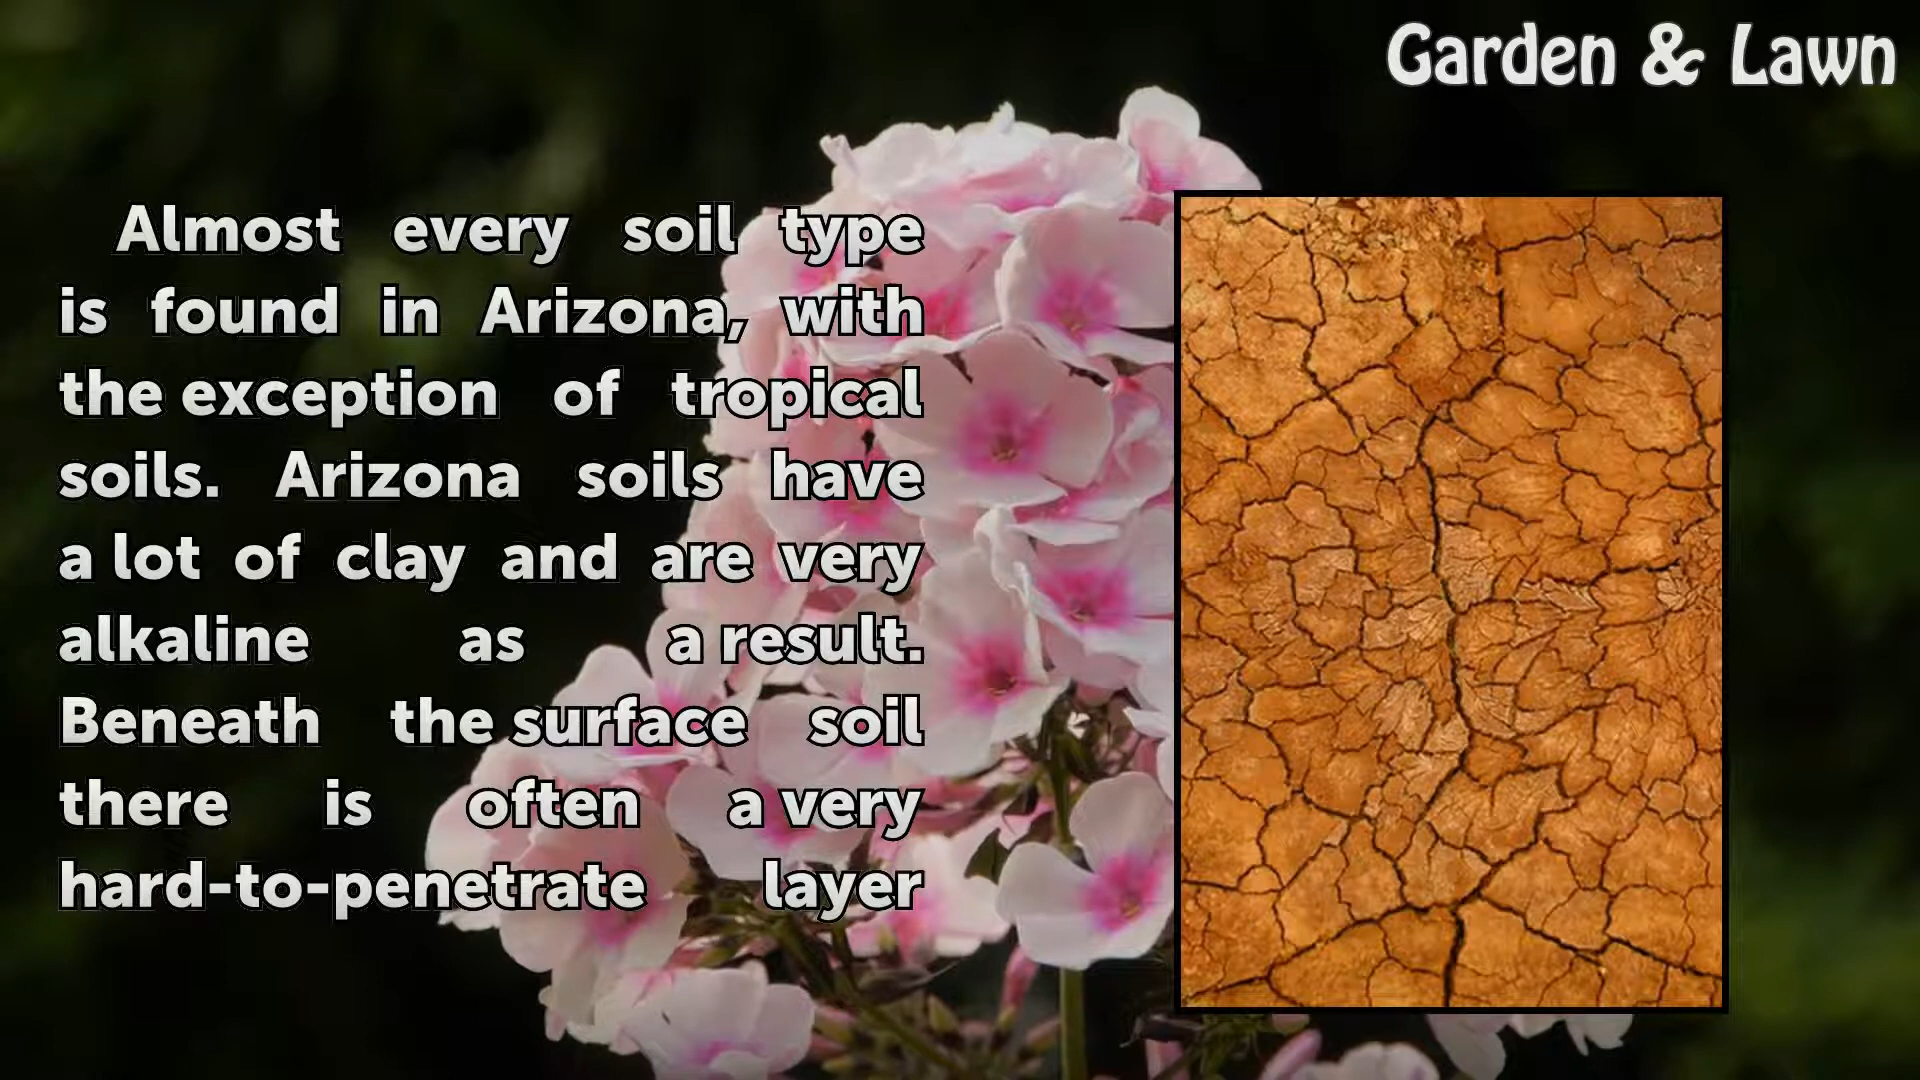 Garden & Lawn
Almost every soil type
is found in Arizona, with
the exception of tropical
soils. Arizona soils have
a lot of clay and are very
alkaline as a result.
Beneath the surface soil
there is often a very
hard-to-penetrate layer